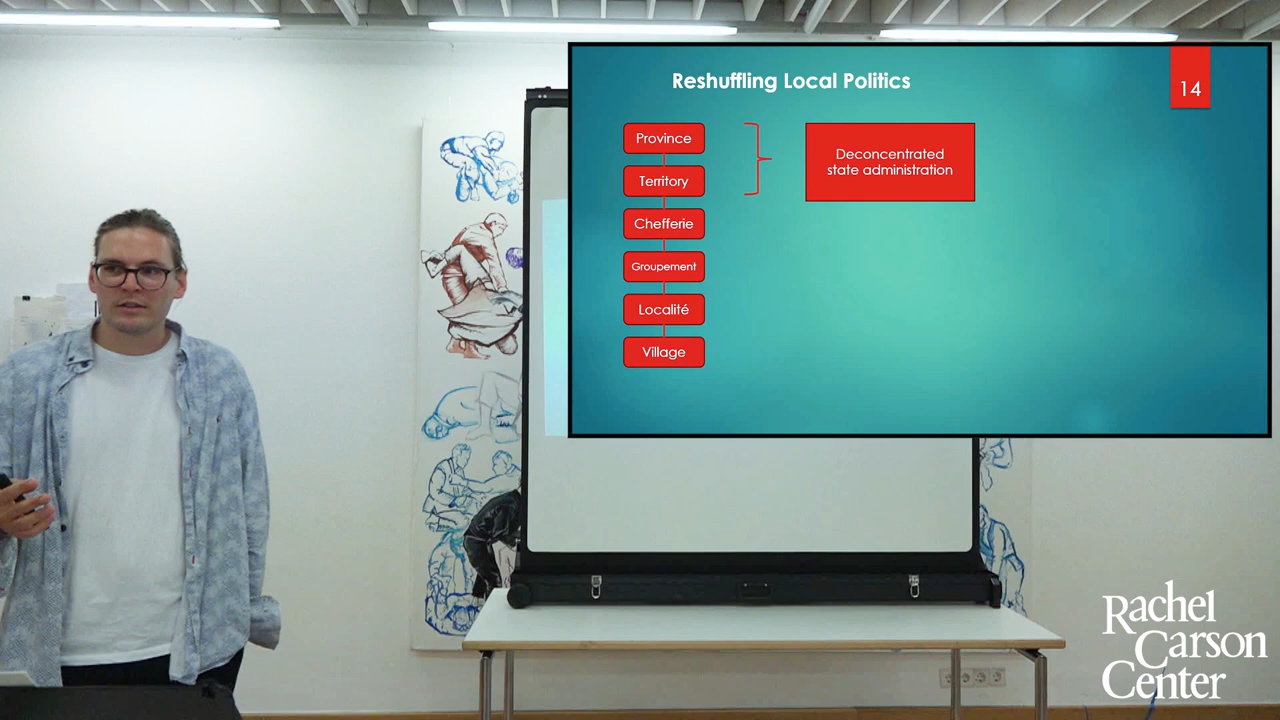 Reshuffling Local Politics
14
Province
Territory
Chefferie
Groupement
Localité
Village
Deconcentrated
state administration
Rachel
Carson
Center